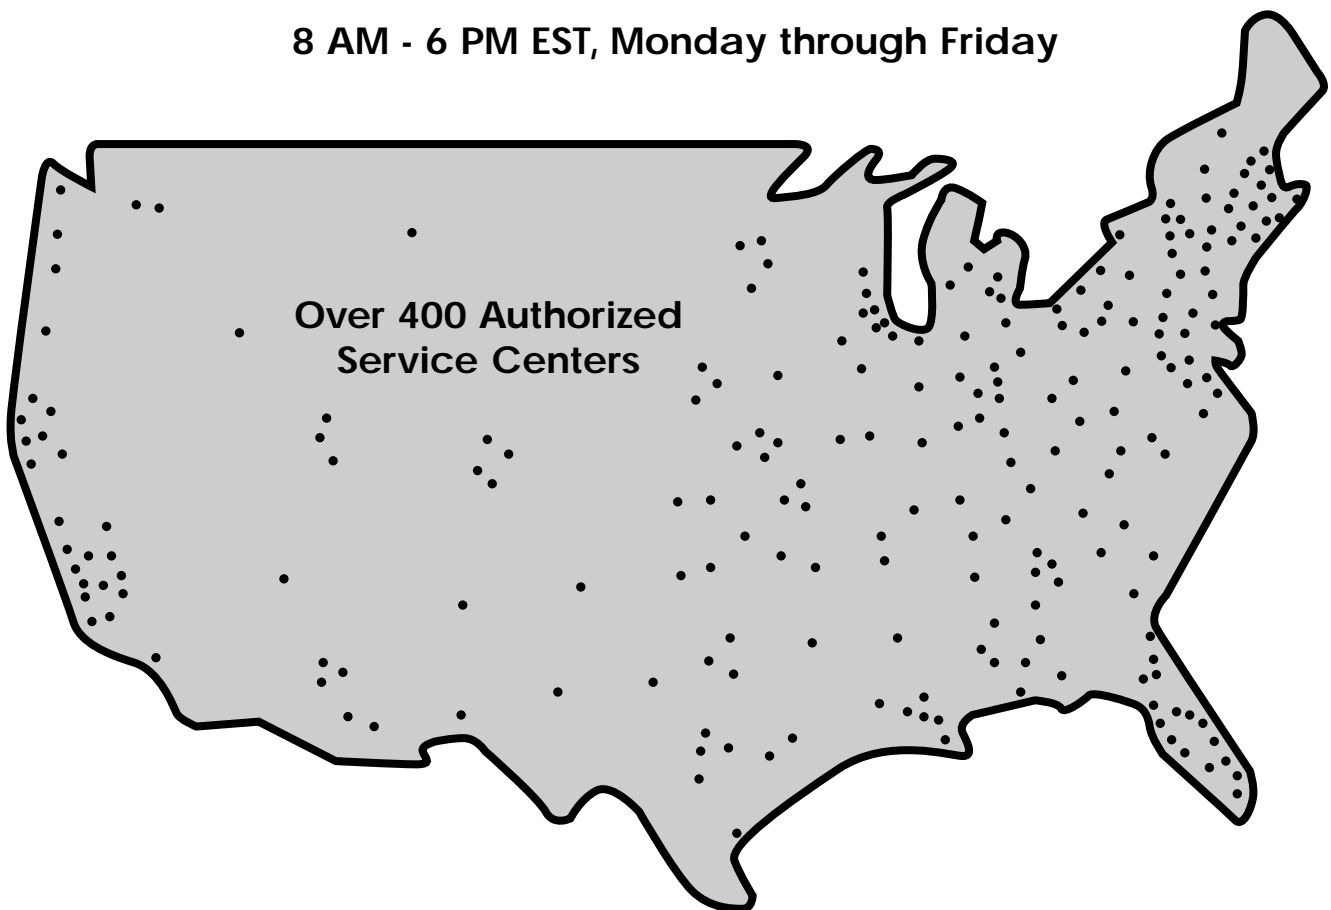 8 AM - 6 PM EST, Monday through Friday
Over 400 Authorized
Service Centers